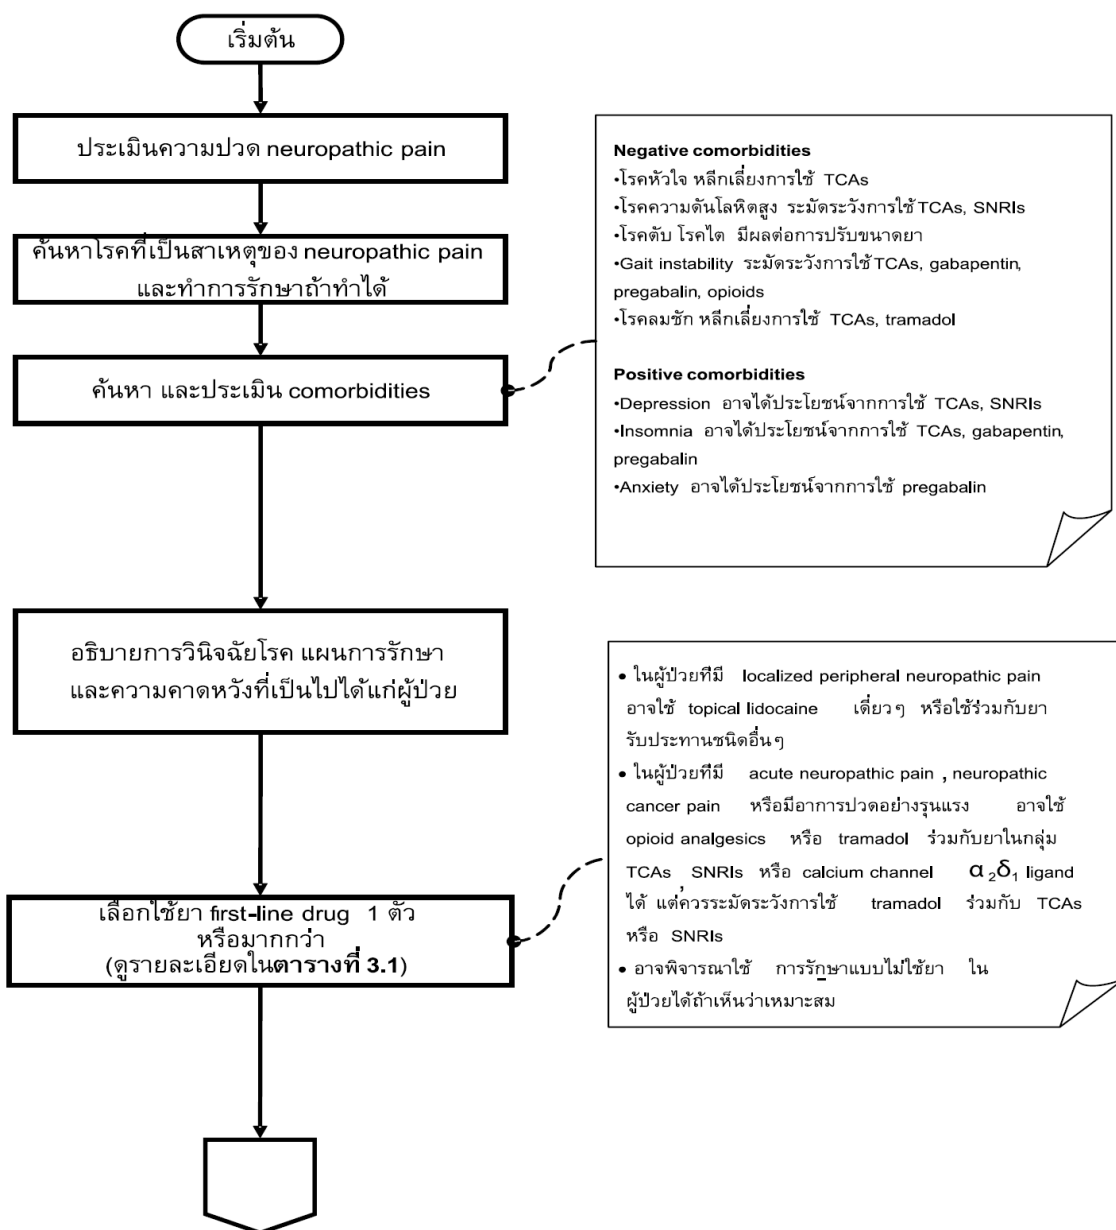 เริ่มต้น
ประเมินความปวด neuropathic pain
ค้นหาโรคที่เป็นสาเหตุของ neuropathic pain
และทำการรักษาถ้าทำได้
ค้นหา และประเมิน comorbidities
Negative comorbidities
•โรคหัวใจ หลีกเลี่ยงการใช้ TCAs
•โรคความดันโลหิตสูง ระมัดระวังการใช้ TCAs, SNRIs
•โรคตับ โรคไต มีผลต่อการปรับขนาดยา
•Gait instability ระมัดระวังการใช้ TCAs, gabapentin,
pregabalin, opioids
•โรคลมชัก หลีกเลี่ยงการใช้ TCAs, tramadol
Positive comorbidities
•Depression อาจได้ประโยชน์จากการใช้ TCAs, SNRIs
•Insomnia อาจได้ประโยชน์จากการใช้ TCAs, gabapentin,
pregabalin
•Anxiety อาจได้ประโยชน์จากการใช้ pregabalin
อธิบายการวินิจฉัยโรค แผนการรักษา
และความคาดหวังที่เป็นไปได้แก่ผู้ป่วย
เลือกใช้ยา first-line drug 1 ตัว
หรือมากกว่า
(ดูรายละเอียดในตารางที่ 3.1)
• ในผู้ป่วยที่มี localized peripheral neuropathic pain
อาจใช้ topical lidocaine เดี่ยวๆ หรือใช้ร่วมกับยา
รับประทานชนิดอื่นๆ
• ในผู้ป่วยที่มี acute neuropathic pain , neuropathic
cancer pain หรือมีอาการปวดอย่างรุนแรง อาจใช้
opioid analgesics หรือ tramadol ร่วมกับยาในกลุ่ม
TCAs , SNRIs หรือ calcium channel α₂δ₁ ligand
ได้ แต่ควรระมัดระวังการใช้ tramadol ร่วมกับ TCAs
หรือ SNRIs
• อาจพิจารณาใช้ การรักษาแบบไม่ใช้ยา ใน
ผู้ป่วยได้ถ้าเห็นว่าเหมาะสม